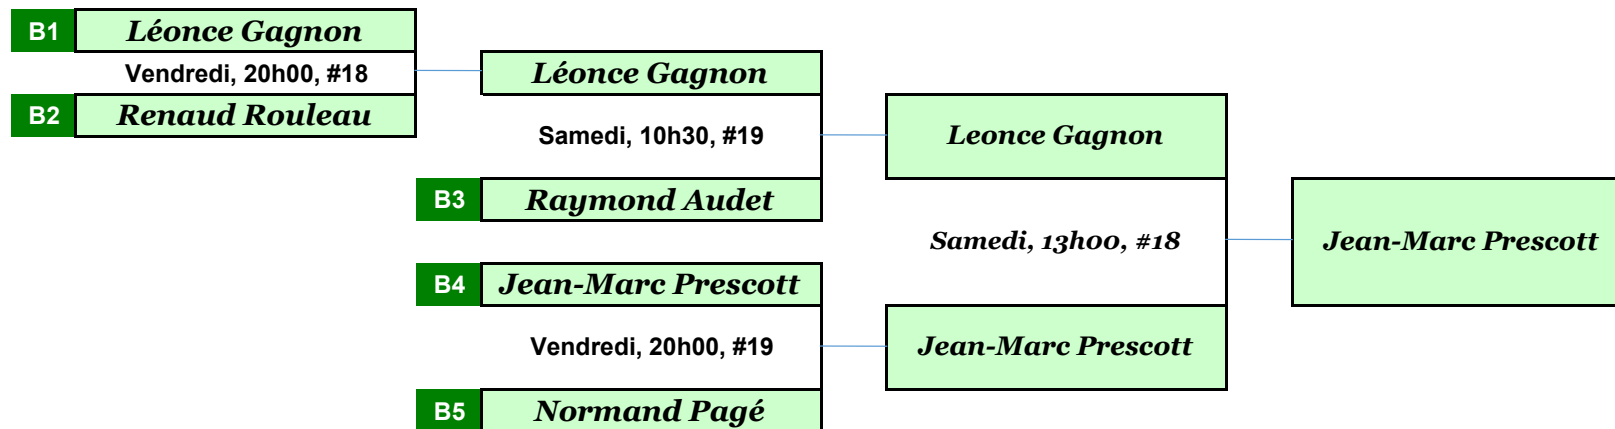 B1 Léonce Gagnon
Vendredi, 20h00, #18
B2 Renaud Rouleau
Léonce Gagnon
Samedi, 10h30, #19
B3 Raymond Audet
B4 Jean-Marc Prescott
Vendredi, 20h00, #19
B5 Normand Pagé
Leonce Gagnon
Samedi, 13h00, #18
Jean-Marc Prescott
Jean-Marc Prescott